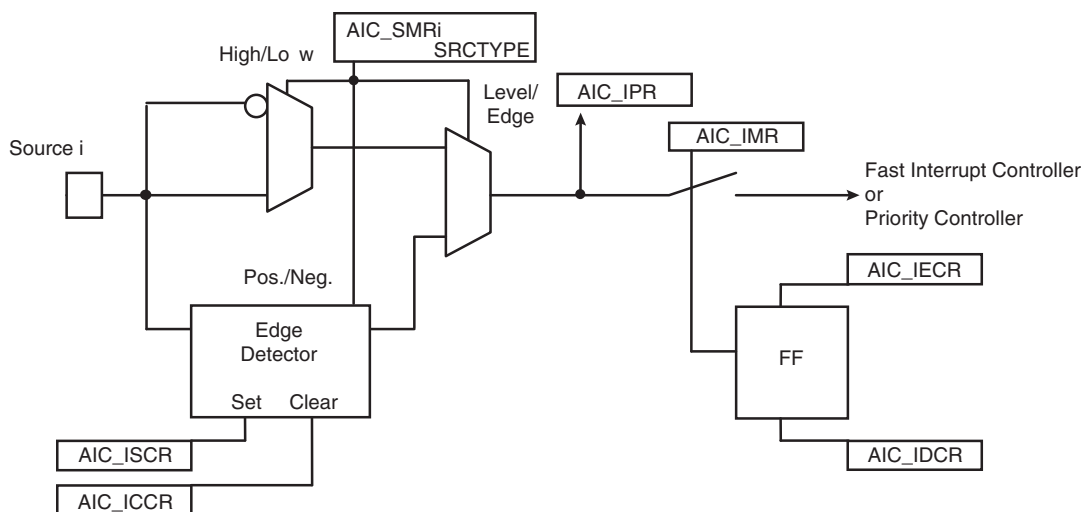 AIC_SMRi
SRCTYPE
High/Lo w
Level/
Edge
AIC_IPR
AIC_IMR
Source i
Fast Interrupt Controller
or
Priority Controller
Pos./Neg.
AIC_IECR
Edge
Detector
FF
Set Clear
AIC_ISCR
AIC_IDCR
AIC_ICCR